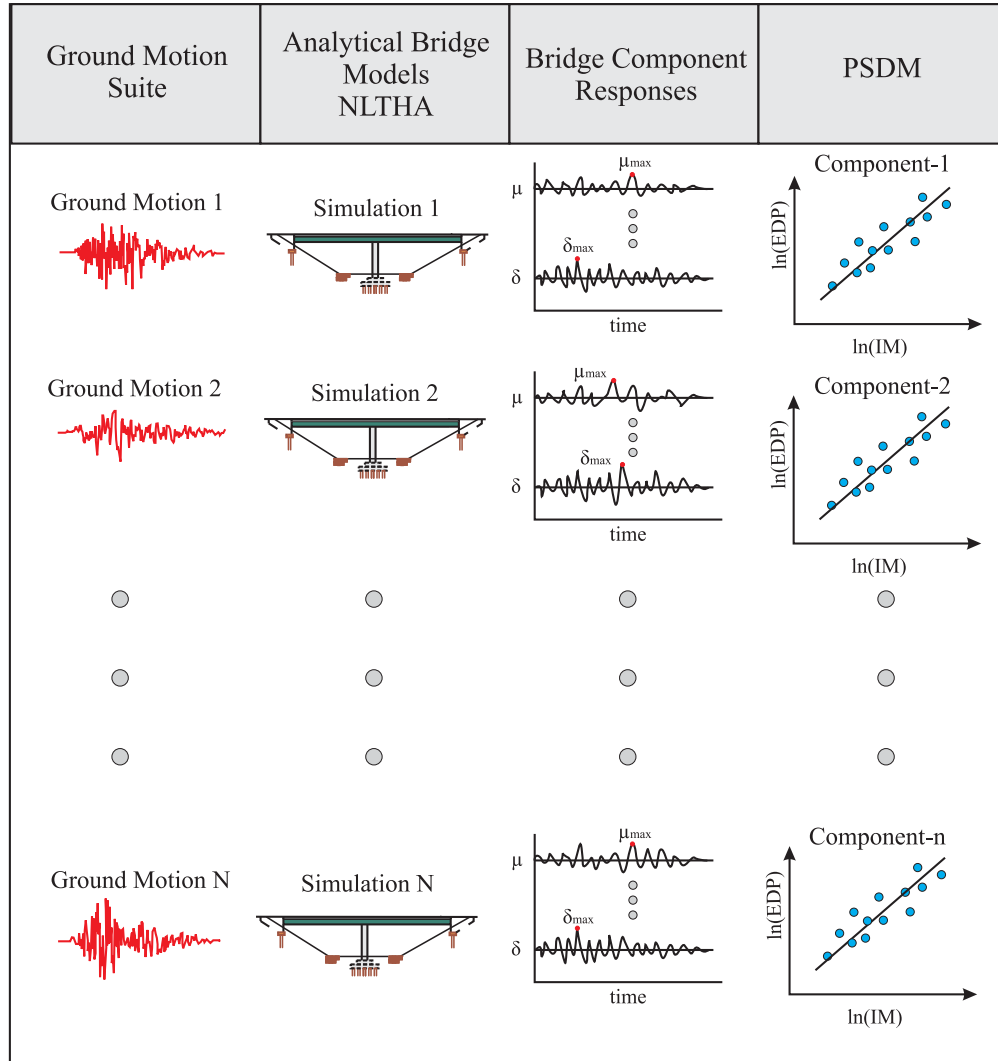 Ground Motion
Suite
Analytical Bridge
Models
NLTHA
Bridge Component
Responses
PSDM
Ground Motion 1
Simulation 1
μmax
μ
δmax
δ
time
Component-1
ln(EDP)
ln(IM)
Ground Motion 2
Simulation 2
μmax
μ
δmax
δ
time
Component-2
ln(EDP)
ln(IM)
Ground Motion N
Simulation N
μmax
μ
δmax
δ
time
Component-n
ln(EDP)
ln(IM)